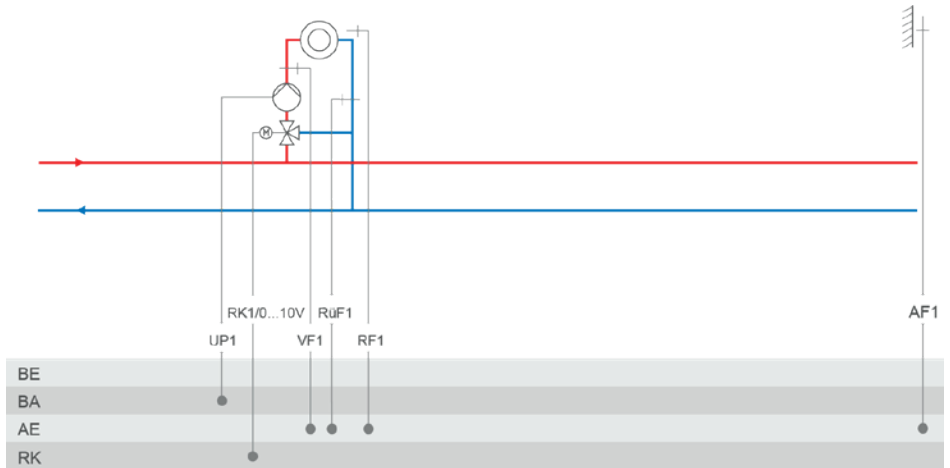 M
RK1/0...10V RüF1
AF1
UP1 VF1 RF1
BE
BA
AE
RK